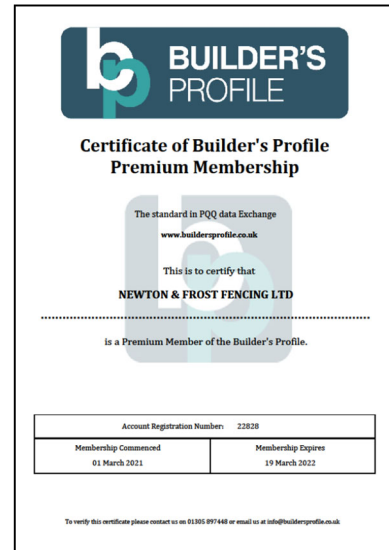 bp BUILDER'S
PROFILE
Certificate of Builder's Profile
Premium Membership
The standard in PQQ data Exchange
www.buildersprofile.co.uk
This is to certify that
NEWTON & FROST FENCING LTD
is a Premium Member of the Builder's Profile.
Account Registration Number: 22828
Membership Commenced Membership Expires
01 March 2021 19 March 2022
To verify this certificate please contact us on 01305 897448 or email us at info@buildersprofile.co.uk